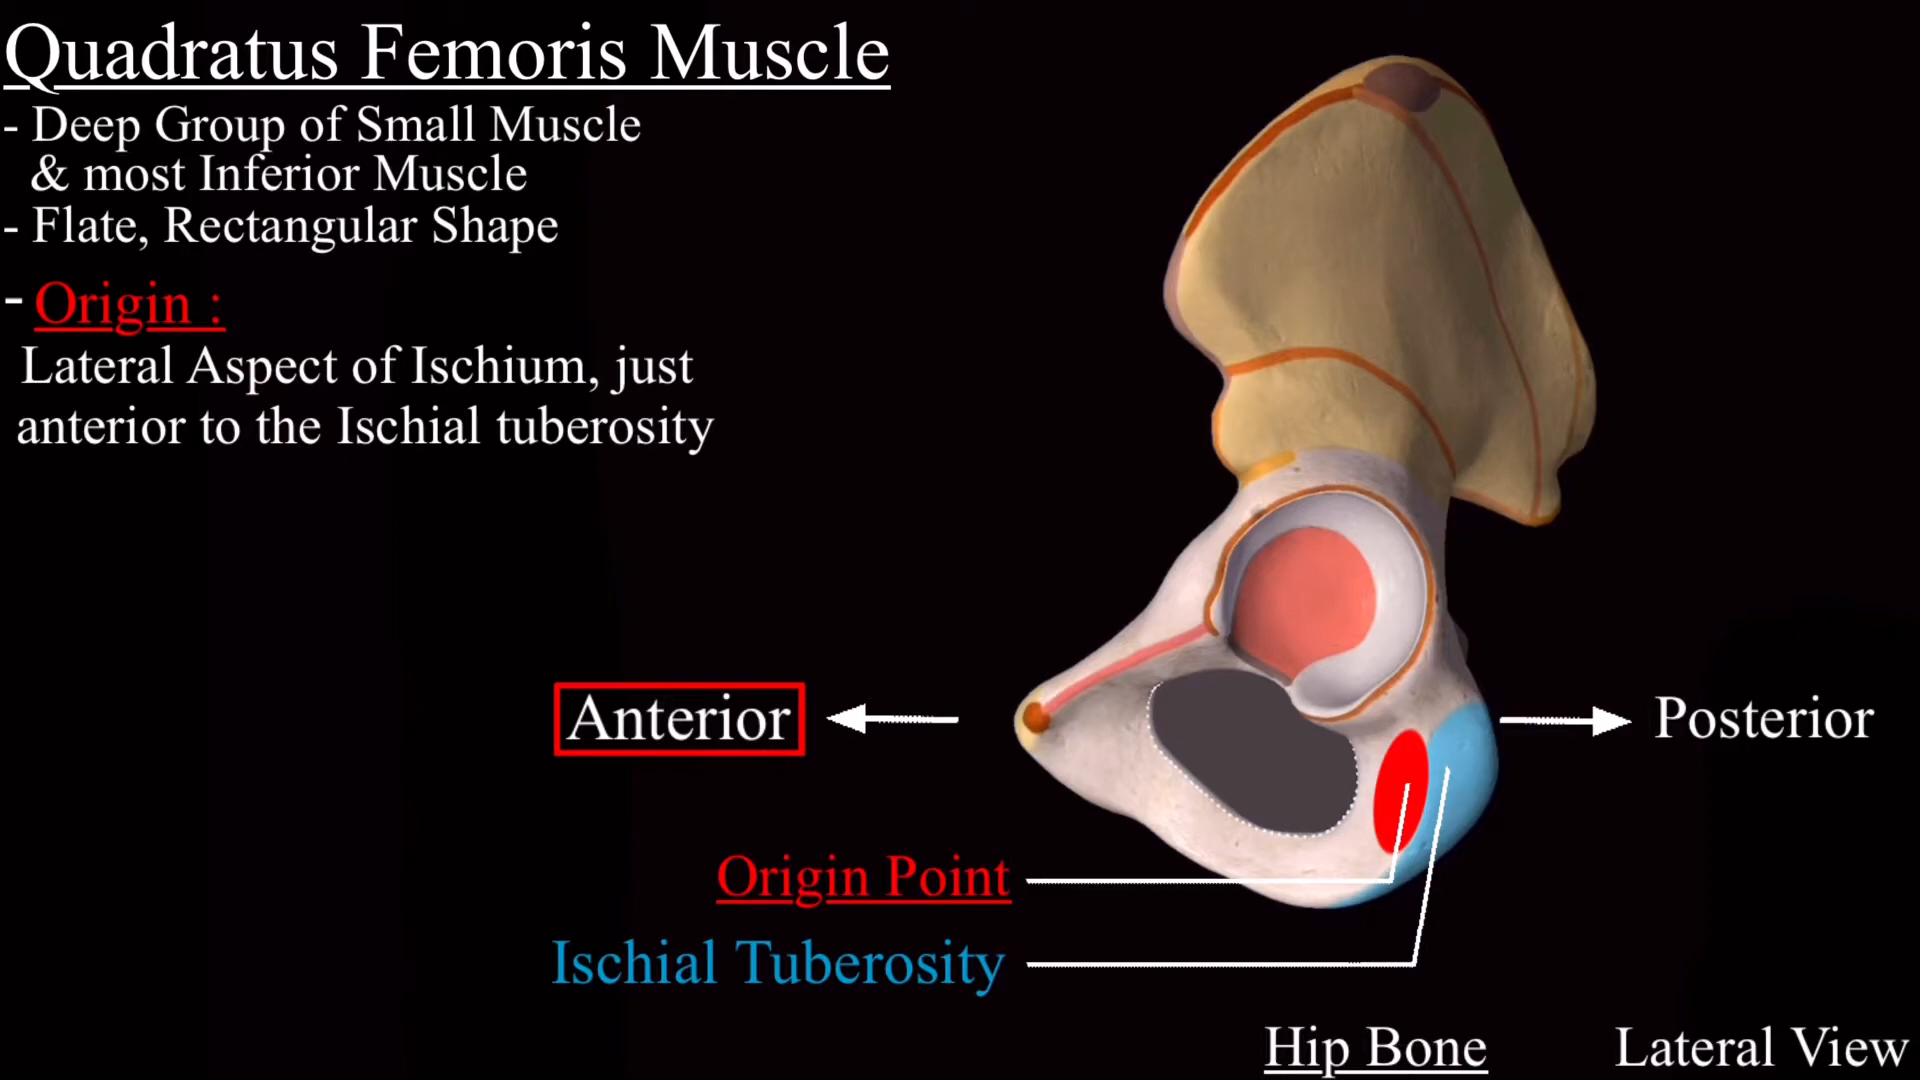 Quadratus Femoris Muscle
- Deep Group of Small Muscle
& most Inferior Muscle
- Flate, Rectangular Shape
- Origin :
Lateral Aspect of Ischium, just
anterior to the Ischial tuberosity
Anterior
Posterior
Origin Point
Ischial Tuberosity
Hip Bone
Lateral View